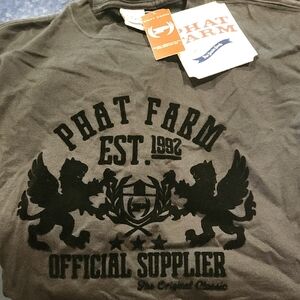 PHAT
FARM
PHAT FARM
EST. 1992
OFFICIAL SUPPLIER
The Original Classic